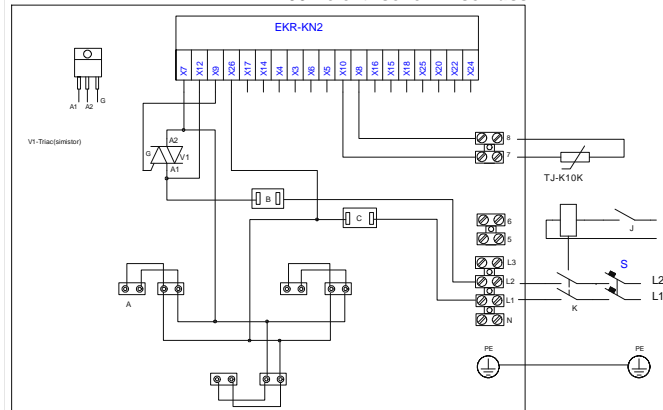 EKR-KN2
X7 X12 X9 X26 X17 X14 X4 X3 X6 X5 X10 X8 X16 X15 X18 X25 X20 X22 X24
A1 A2 G
V1-Triac(simistor)
A2
G V1
A1
8
7
TJ-K10K
B
C
6
5
J
L3
S
L2 L2
L1 L1
K
N
A
PE PE